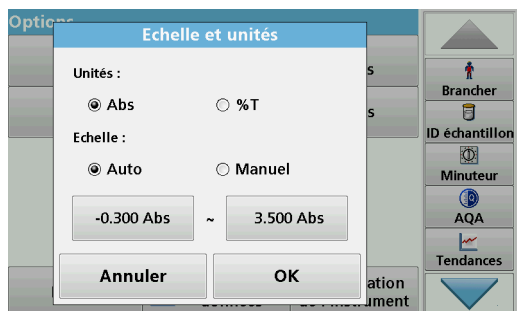 Options
Echelle et unités
Unités :
Abs
%T
Echelle :
Auto
Manuel
-0.300 Abs ~ 3.500 Abs
Annuler
OK
Brancher
ID échantillon
Minuteur
AQA
Tendances